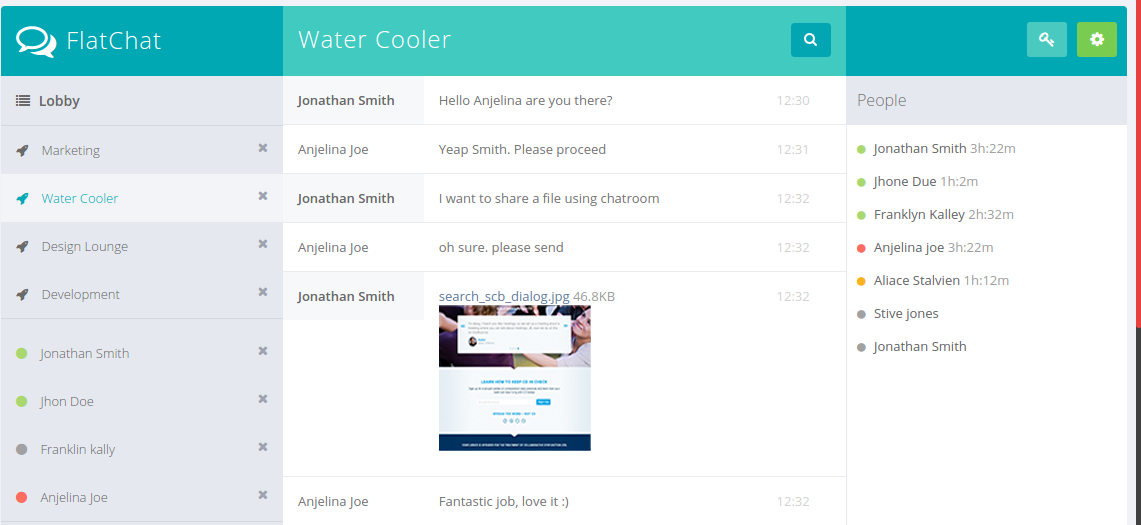 FlatChat
Water Cooler
Lobby
Marketing
Water Cooler
Design Lounge
Development
Jonathan Smith
Jhon Doe
Franklin kally
Anjelina Joe
Jonathan Smith Hello Anjelina are you there? 12:30
Anjelina Joe Yeap Smith. Please proceed 12:31
Jonathan Smith I want to share a file using chatroom 12:32
Anjelina Joe oh sure. please send 12:32
Jonathan Smith search_scb_dialog.jpg 46.8KB 12:32
LEARN HOW TO KEEP CD IN CHECK
Anjelina Joe Fantastic job, love it :) 12:32
People
Jonathan Smith 3h:22m
Jhone Due 1h:2m
Franklyn Kalley 2h:32m
Anjelina joe 3h:22m
Aliace Stalvien 1h:12m
Stive jones
Jonathan Smith